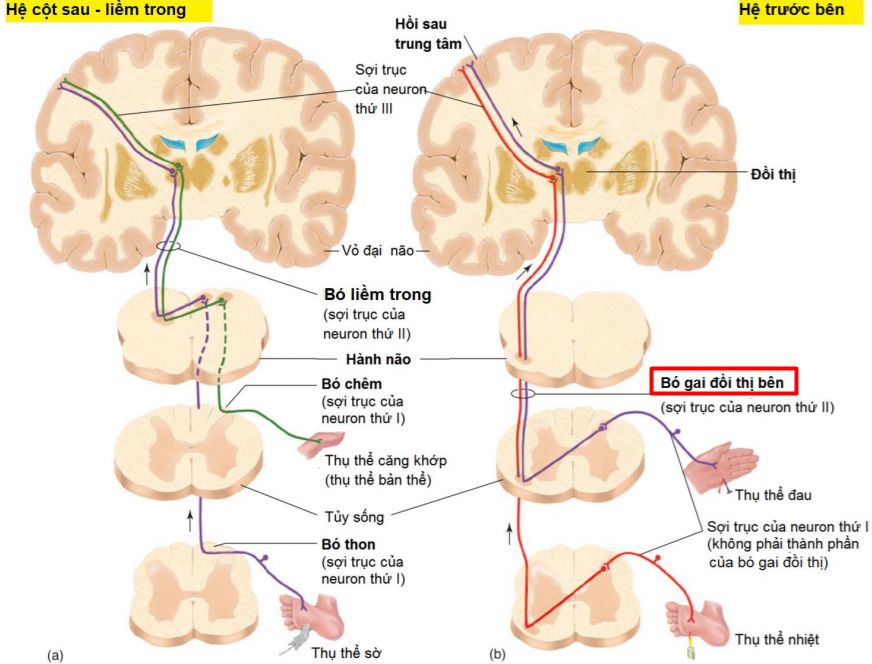 Hệ cột sau - liềm trong
Hệ trước bên
Hồi sau
trung tâm
Sợi trục
của neuron
thứ III
Đồi thị
Vỏ đại não
Bó liềm trong
(sợi trục của
neuron thứ II)
Hành não
Bó chêm
(sợi trục của
neuron thứ I)
Bó gai đồi thị bên
(sợi trục của neuron thứ II)
Thụ thể căng khớp
(thụ thể bản thể)
Thụ thể đau
Tủy sống
Sợi trục của neuron thứ I
(không phải thành phần
của bó gai đồi thị)
Bó thon
(sợi trục của
neuron thứ I)
Thụ thể sờ
Thụ thể nhiệt
(a)
(b)